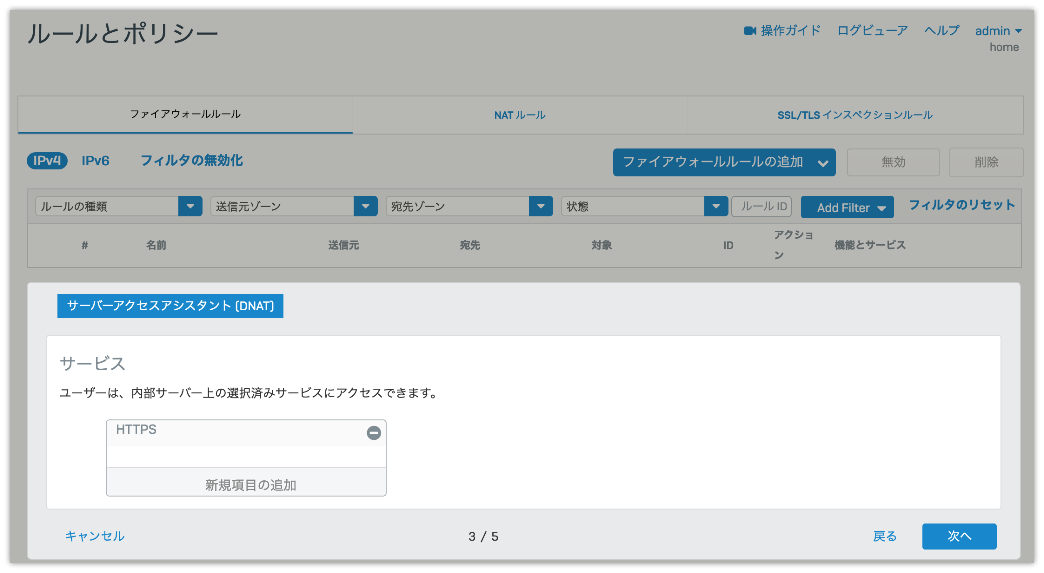 ルールとポリシー
操作ガイド ログビューア ヘルプ admin
home
ファイアウォールルール NAT ルール SSL/TLS インスペクションルール
IPv4 IPv6 フィルタの無効化 ファイアウォールルールの追加 無効 削除
ルールの種類 送信元ゾーン 宛先ゾーン 状態 ルール ID Add Filter フィルタのリセット
# 名前 送信元 宛先 対象 ID アクショ
ン 機能とサービス
サーバーアクセスアシスタント (DNAT)
サービス
ユーザーは、内部サーバー上の選択済みサービスにアクセスできます。
HTTPS
新規項目の追加
キャンセル 3 / 5 戻る 次へ